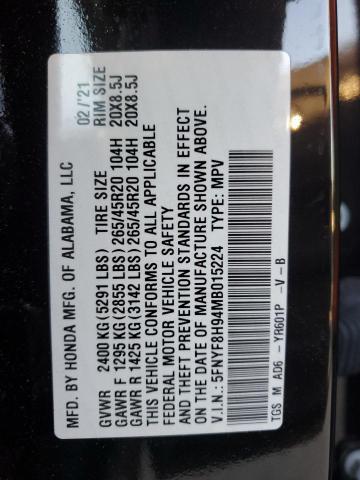 MFD. BY HONDA MFG. OF ALABAMA, LLC 02/'21
GVWR 2400 KG (5291 LBS) TIRE SIZE RIM SIZE
GAWR F 1295 KG (2855 LBS) 265/45R20 104H 20X8.5J
GAWR R 1425 KG (3142 LBS) 265/45R20 104H 20X8.5J
THIS VEHICLE CONFORMS TO ALL APPLICABLE
FEDERAL MOTOR VEHICLE SAFETY
AND THEFT PREVENTION STANDARDS IN EFFECT
ON THE DATE OF MANUFACTURE SHOWN ABOVE.
V.I.N.: 5FNYF8H94MB015224 TYPE: MPV
TGS M AD6 - YR601P -V -B